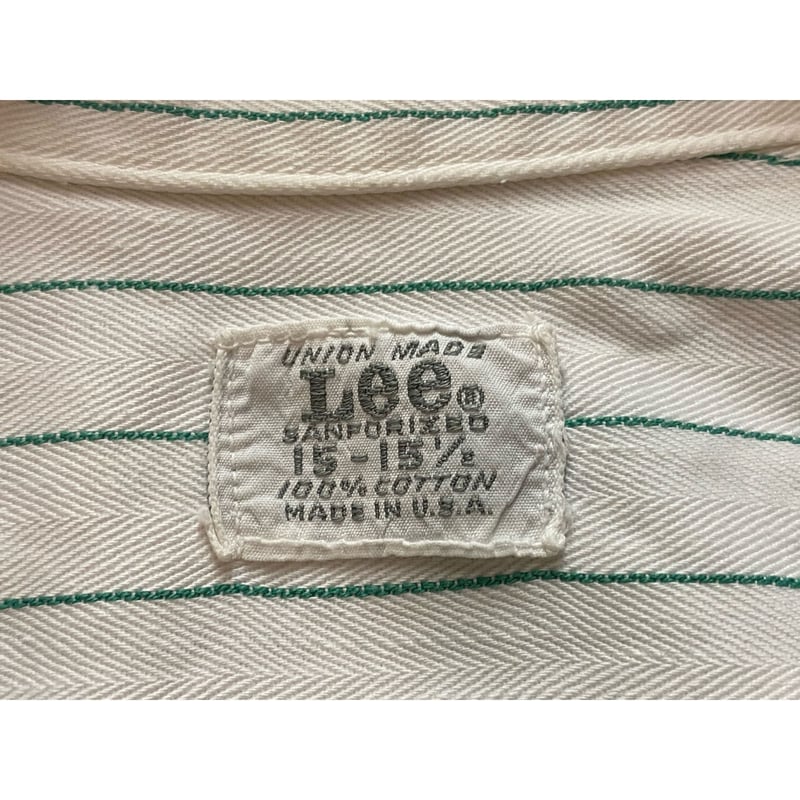 UNION MADE
Lee®
SANFORIZED
15-15½
100% COTTON
MADE IN U.S.A.